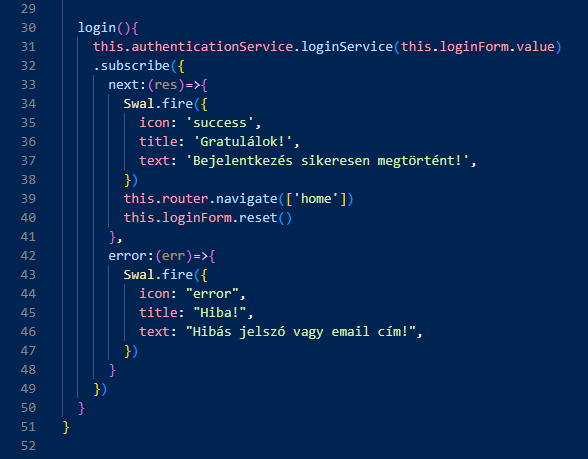 29
30 login(){
31 this.authenticationService.loginService(this.loginForm.value)
32 .subscribe({
33 next:(res)=>{
34 Swal.fire({
35 icon: 'success',
36 title: 'Gratulálok!',
37 text: 'Bejelentkezés sikeresen megtörtént!',
38 })
39 this.router.navigate(['home'])
40 this.loginForm.reset()
41 },
42 error:(err)=>{
43 Swal.fire({
44 icon: "error",
45 title: "Hiba!",
46 text: "Hibás jelszó vagy email cím!",
47 })
48 }
49 })
50 }
51 }
52